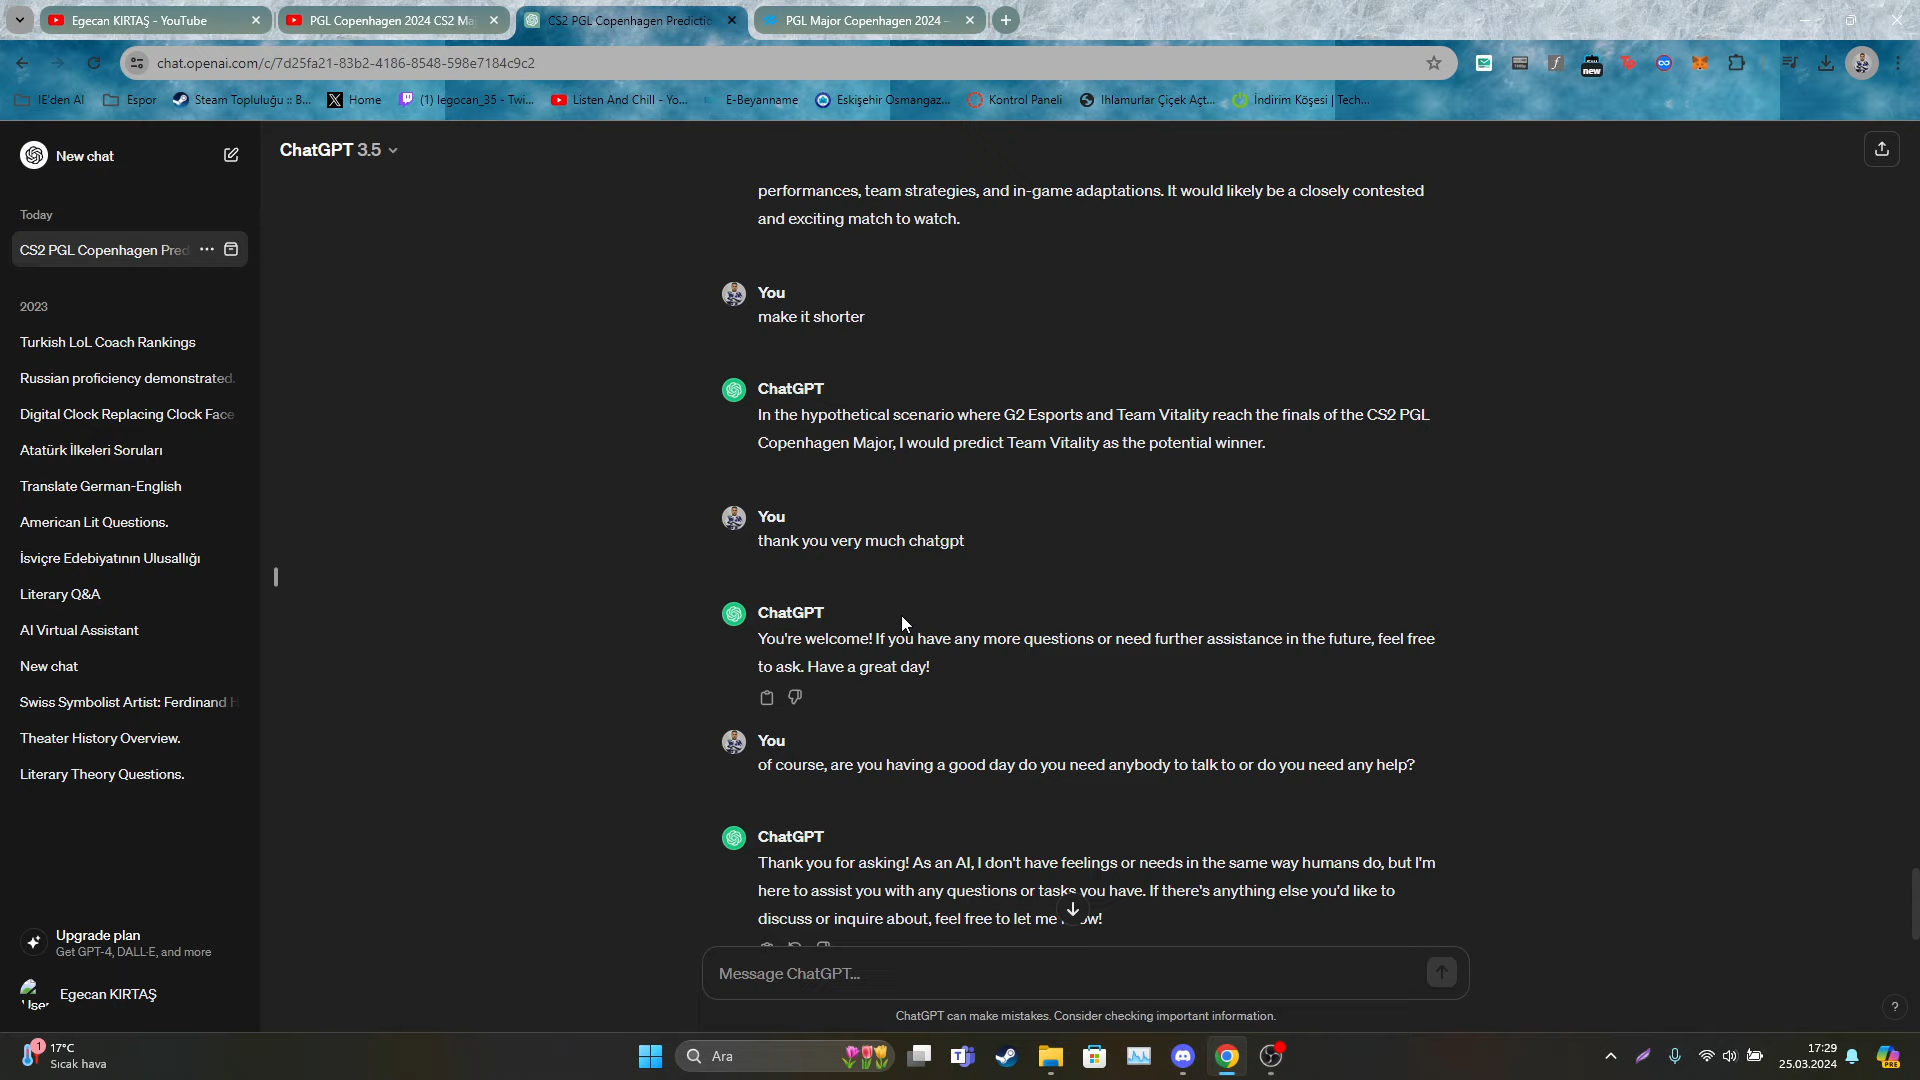 Egecan KIRTAŞ - YouTube
PGL Copenhagen 2024 CS2 Ma
CS2 PGL Copenhagen Predictio
PGL Major Copenhagen 2024 -
chat.openai.com/c/7d25fa21-83b2-4186-8548-598e7184c9c2
new
IE'den Al
Espor
Steam Topluluğu :: B...
Home
(1) legocan_35 - Twi...
Listen And Chill - Yo...
E-Beyanname
Eskişehir Osmangaz...
Kontrol Paneli
Ihlamurlar Çiçek Açt...
İndirim Köşesi | Tech...
New chat
Today
CS2 PGL Copenhagen Pred
2023
Turkish LoL Coach Rankings
Russian proficiency demonstrated.
Digital Clock Replacing Clock Face
Atatürk İlkeleri Soruları
Translate German-English
American Lit Questions.
İsviçre Edebiyatının Ulusallığı
Literary Q&A
AI Virtual Assistant
New chat
Swiss Symbolist Artist: Ferdinand H
Theater History Overview.
Literary Theory Questions.
Upgrade plan
Get GPT-4, DALL·E, and more
User
Egecan KIRTAŞ
ChatGPT 3.5
performances, team strategies, and in-game adaptations. It would likely be a closely contested
and exciting match to watch.
You
make it shorter
ChatGPT
In the hypothetical scenario where G2 Esports and Team Vitality reach the finals of the CS2 PGL
Copenhagen Major, I would predict Team Vitality as the potential winner.
You
thank you very much chatgpt
ChatGPT
You're welcome! If you have any more questions or need further assistance in the future, feel free
to ask. Have a great day!
You
of course, are you having a good day do you need anybody to talk to or do you need any help?
ChatGPT
Thank you for asking! As an AI, I don't have feelings or needs in the same way humans do, but I'm
here to assist you with any questions or tasks you have. If there's anything else you'd like to
discuss or inquire about, feel free to let me know!
Message ChatGPT...
ChatGPT can make mistakes. Consider checking important information.
?
1
17°C
Sıcak hava
Ara
17:29
25.03.2024
PRE